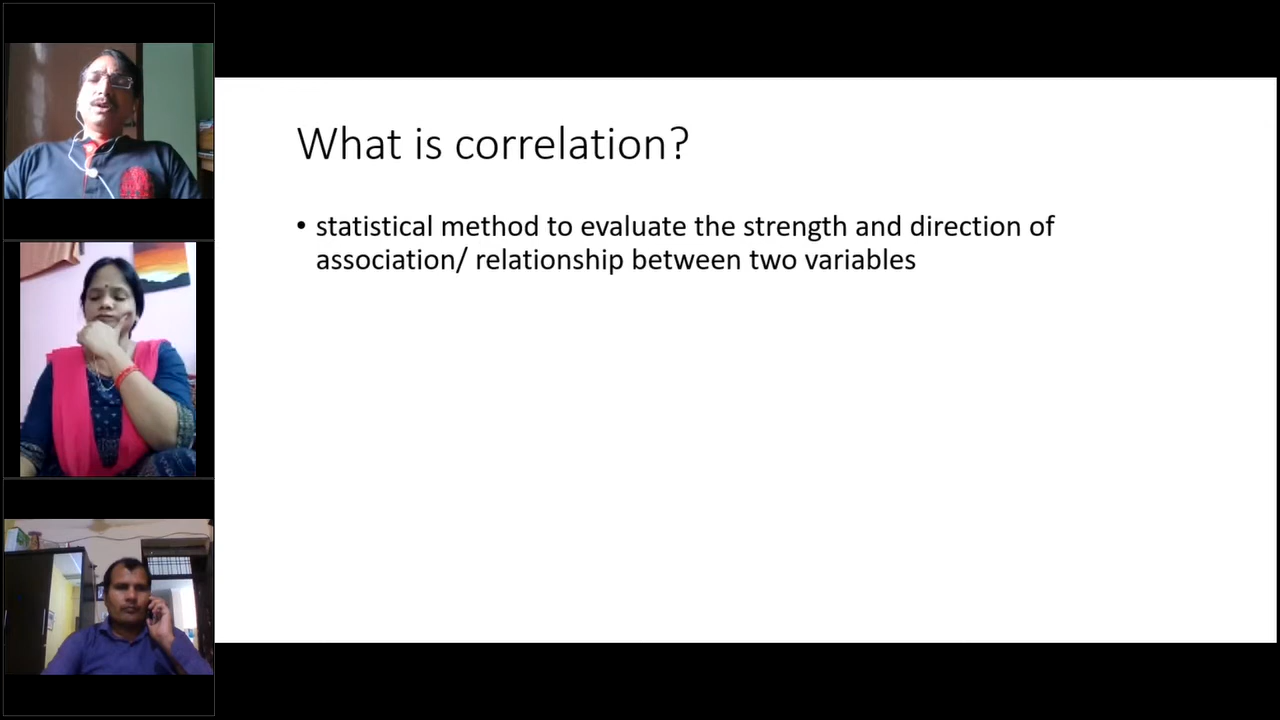 What is correlation?
• statistical method to evaluate the strength and direction of
association/ relationship between two variables